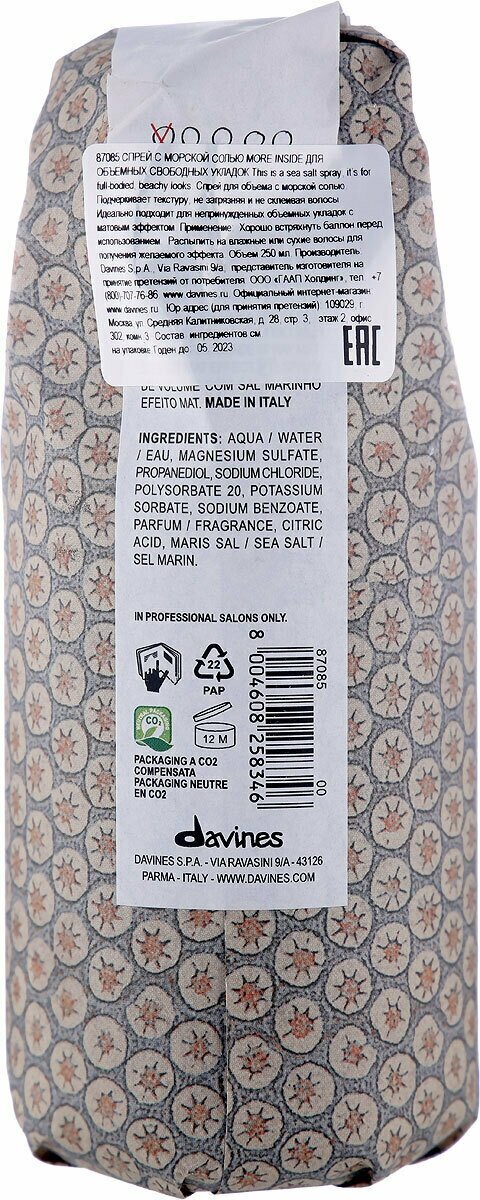 87085 СПРЕЙ С МОРСКОЙ СОЛЬЮ MORE INSIDE ДЛЯ
ОБЪЕМНЫХ СВОБОДНЫХ УКЛАДОК This is a sea salt spray, it's for
full-bodied, beachy looks. Спрей для объема с морской солью.
Подчеркивает текстуру, не загрязняя и не склеивая волосы.
Идеально подходит для непринужденных объемных укладок с
матовым эффектом. Применение: Хорошо встряхнуть баллон перед
использованием. Распылить на влажные или сухие волосы для
получения желаемого эффекта. Объем 250 мл. Производитель:
Davines S.p.A., Via Ravasini 9/a, представитель изготовителя на
принятие претензий от потребителя: ООО «ГААП Холдинг», тел. +7
(800)-707-76-86 www.davines.ru Официальный интернет-магазин
www.davines.ru Юр адрес (для принятия претензий): 109029, г.
Москва, ул. Средняя Калитниковская, д. 28, стр. 3, этаж 2, офис
302, комн. 3. Состав ингредиентов см.
на упаковке Годен до: 05.2023
EAC
DE VOLUME COM SAL MARINHO
EFEITO MAT. MADE IN ITALY
INGREDIENTS: AQUA / WATER
/ EAU, MAGNESIUM SULFATE,
PROPANEDIOL, SODIUM CHLORIDE,
POLYSORBATE 20, POTASSIUM
SORBATE, SODIUM BENZOATE,
PARFUM / FRAGRANCE, CITRIC
ACID, MARIS SAL / SEA SALT /
SEL MARIN.
IN PROFESSIONAL SALONS ONLY.
22
PAP
CO2
12 M
PACKAGING A CO2
COMPENSATA
PACKAGING NEUTRE
EN CO2
87085
8 004608 258346
00
davines
DAVINES S.P.A. - VIA RAVASINI 9/A - 43126
PARMA - ITALY - WWW.DAVINES.COM